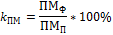 kПМ = ПМФ / ПМП * 100%